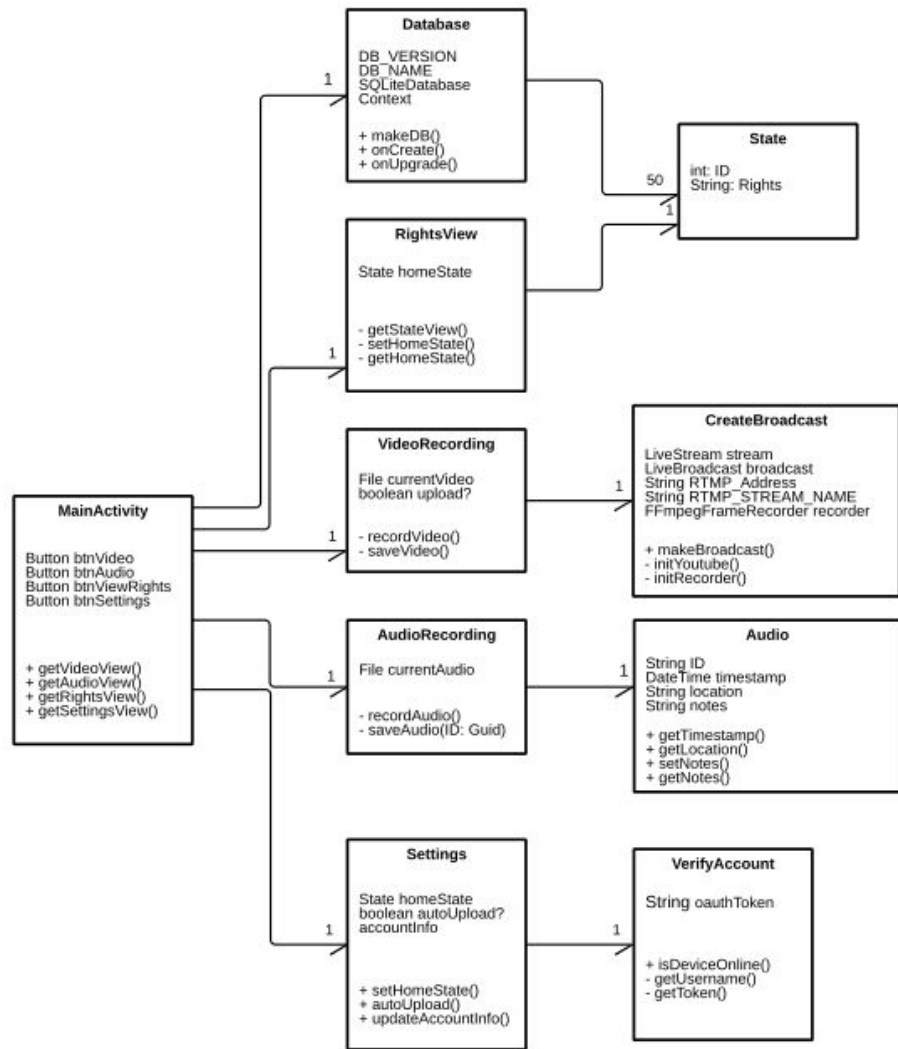 Database
DB_VERSION
DB_NAME
SQLiteDatabase
Context
+ makeDB()
+ onCreate()
+ onUpgrade()
1
State
int: ID
String: Rights
50
1
RightsView
State homeState
- getStateView()
- setHomeState()
- getHomeState()
1
VideoRecording
File currentVideo
boolean upload?
- recordVideo()
- saveVideo()
1
CreateBroadcast
LiveStream stream
LiveBroadcast broadcast
String RTMP_Address
String RTMP_STREAM_NAME
FFmpegFrameRecorder recorder
+ makeBroadcast()
- initYoutube()
- initRecorder()
1
MainActivity
Button btnVideo
Button btnAudio
Button btnViewRights
Button btnSettings
+ getVideoView()
+ getAudioView()
+ getRightsView()
+ getSettingsView()
AudioRecording
File currentAudio
- recordAudio()
- saveAudio(ID: Guid)
1
Audio
String ID
DateTime timestamp
String location
String notes
+ getTimestamp()
+ getLocation()
+ setNotes()
+ getNotes()
1
Settings
State homeState
boolean autoUpload?
accountInfo
+ setHomeState()
+ autoUpload()
+ updateAccountInfo()
1
VerifyAccount
String oauthToken
+ isDeviceOnline()
- getUsername()
- getToken()
1